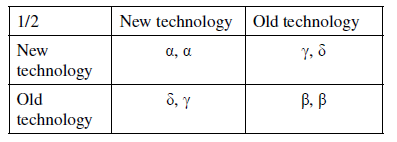 1/2 New technology Old technology
New technology α, α γ, δ
Old technology δ, γ β, β